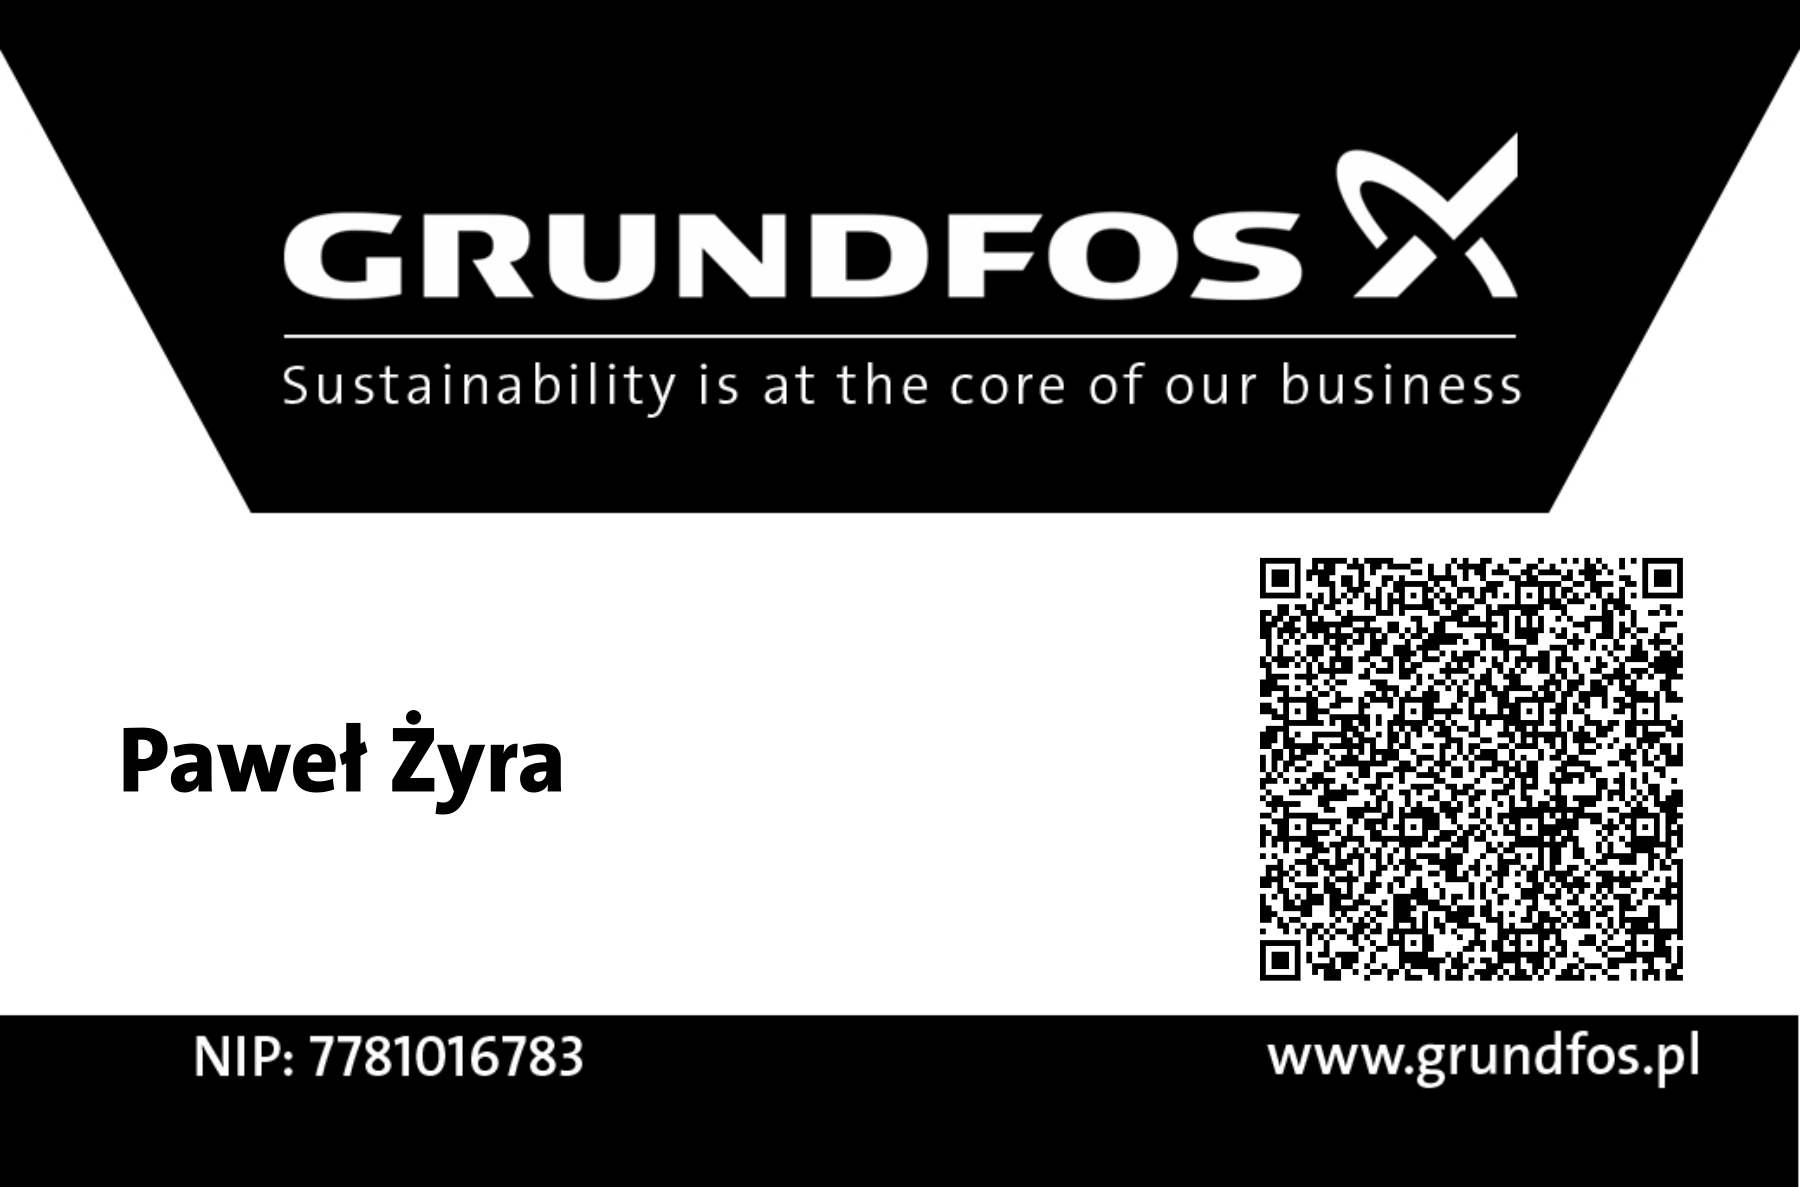 GRUNDFOS
Sustainability is at the core of our business
Paweł Żyra
NIP: 7781016783
www.grundfos.pl